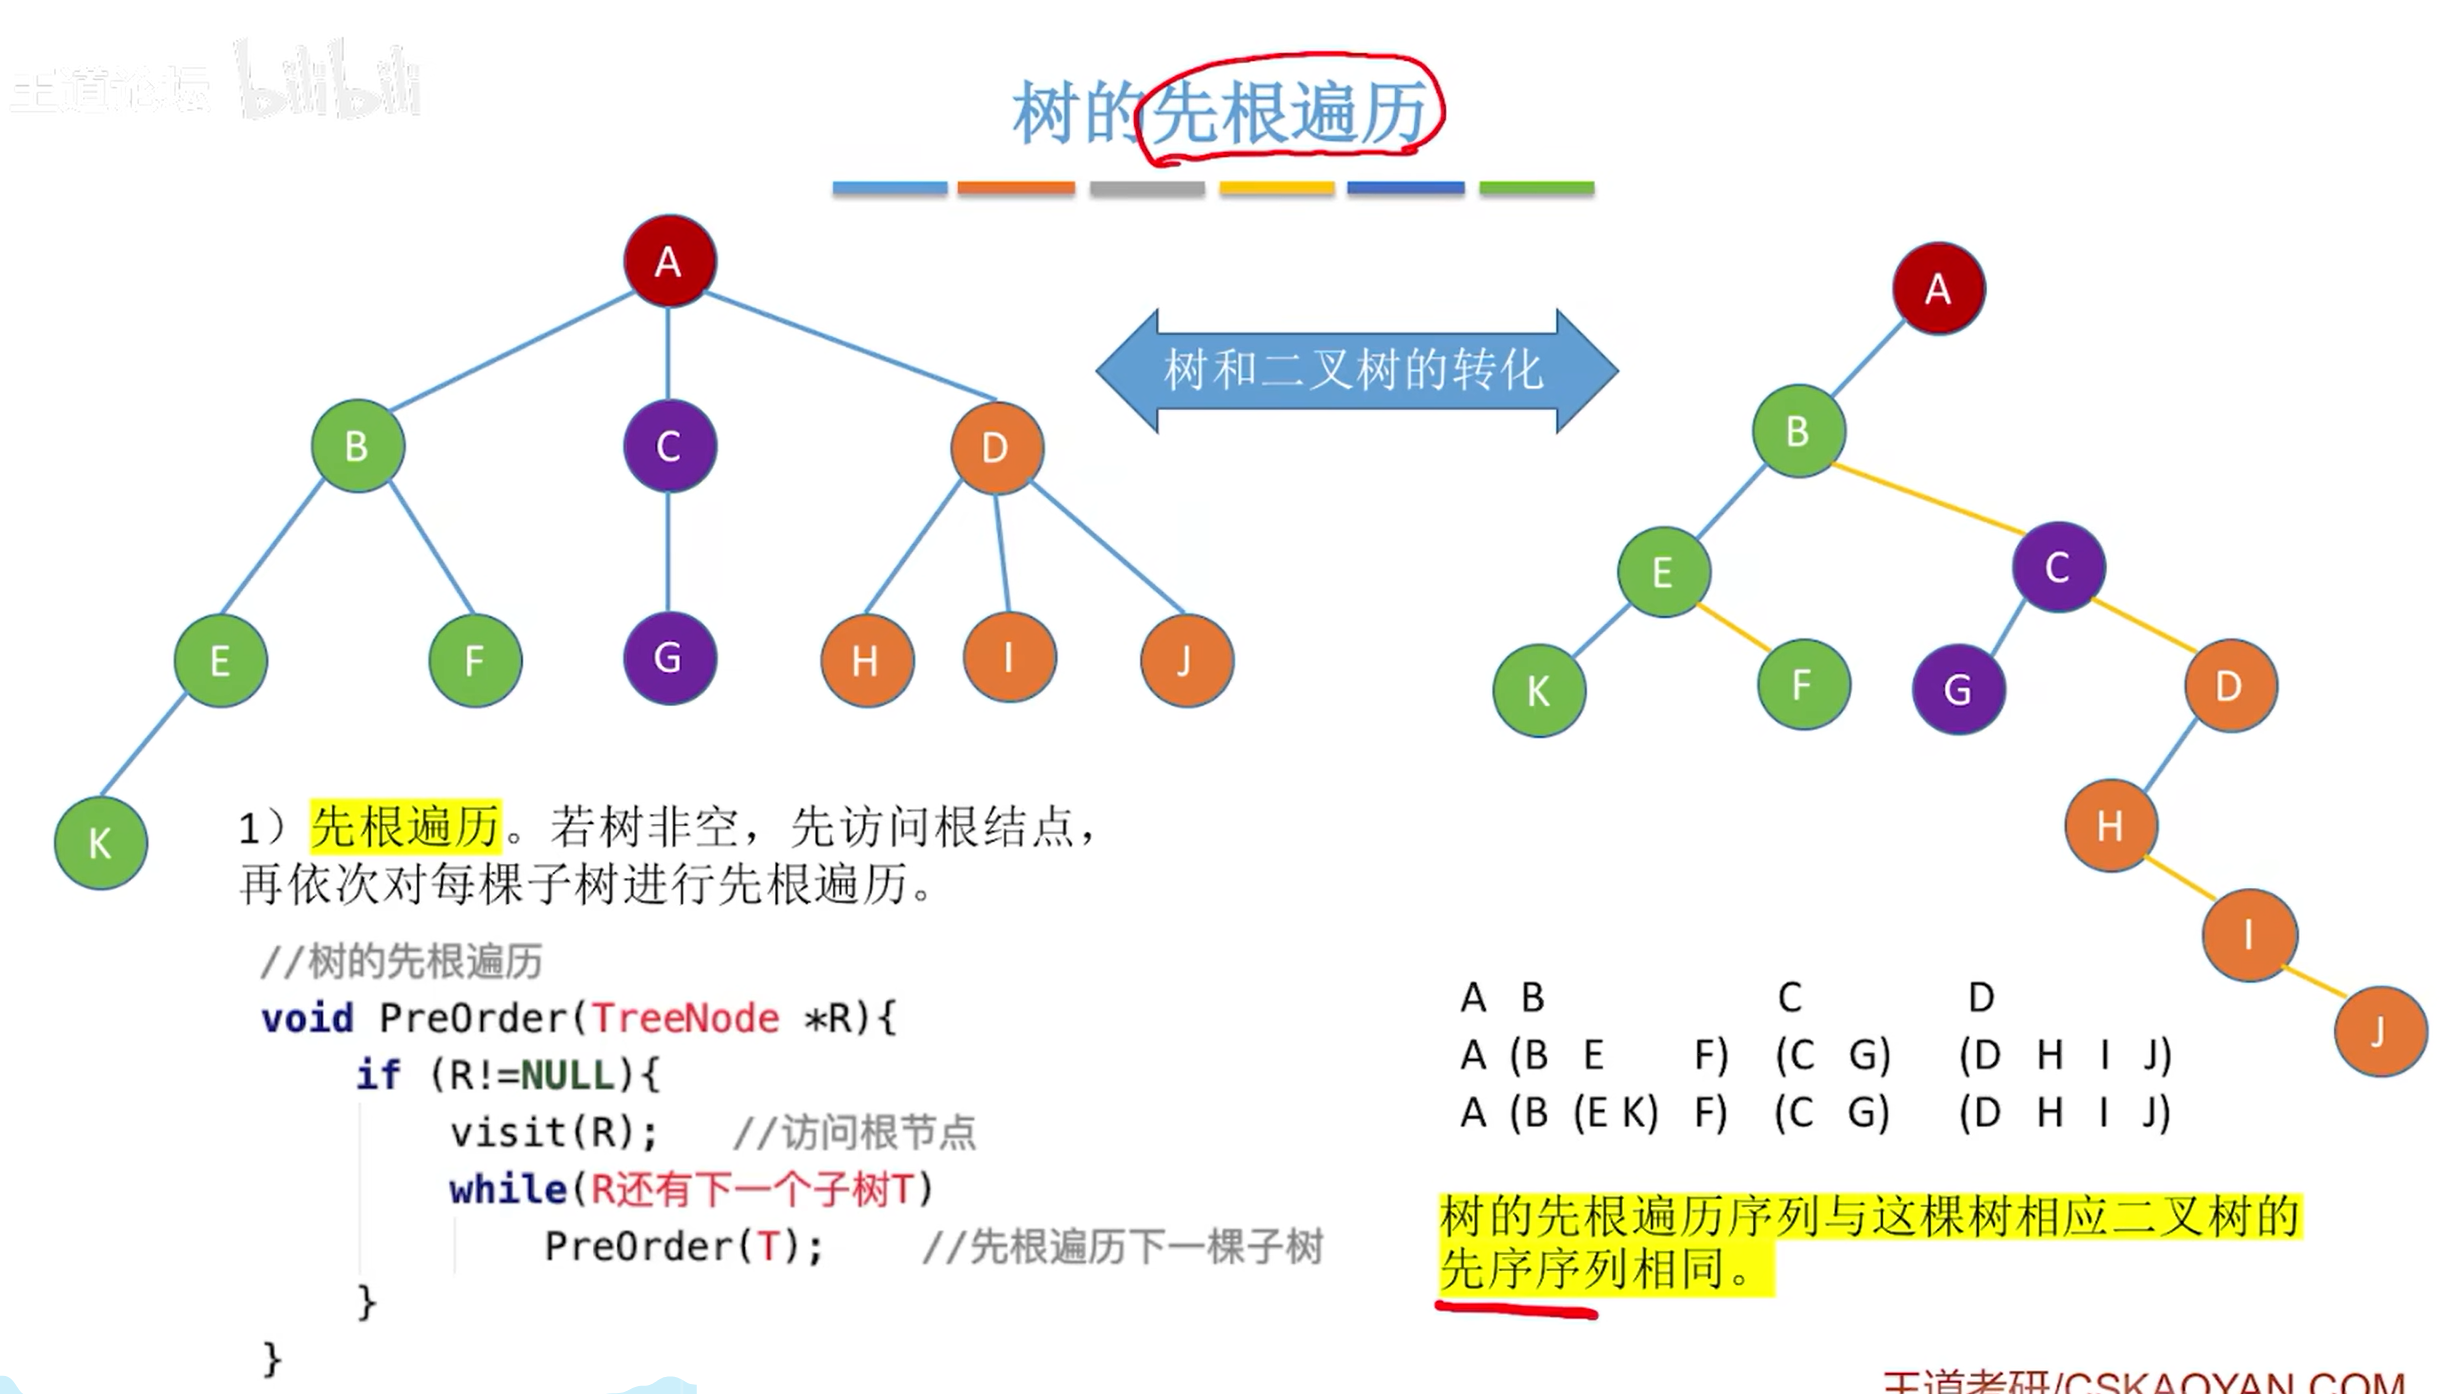 王道论坛 bilibili
树的先根遍历
A
A
树和二叉树的转化
B
C
D
B
E
C
E
F
G
H
I
J
K
F
G
D
K
H
I
J
1）先根遍历。若树非空，先访问根结点，
再依次对每棵子树进行先根遍历。
//树的先根遍历
void PreOrder(TreeNode *R){
if (R!=NULL){
visit(R); //访问根节点
while(R还有下一个子树T)
PreOrder(T); //先根遍历下一棵子树
}
}
A B C D
A (B E F) (C G) (D H I J)
A (B (E K) F) (C G) (D H I J)
树的先根遍历序列与这棵树相应二叉树的
先序序列相同。
王道考研/CSKAOYAN.COM